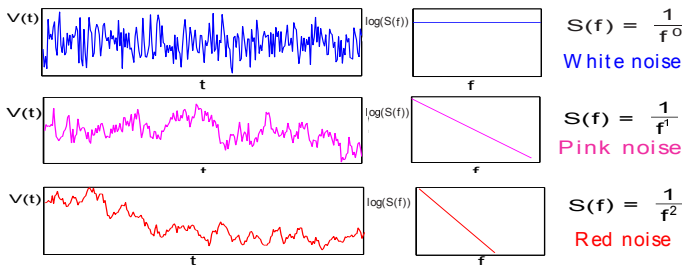 V(t)
t
log(S(f))
f
S(f) = 1/f^0
White noise
V(t)
t
log(S(f))
f
S(f) = 1/f^1
Pink noise
V(t)
t
log(S(f))
f
S(f) = 1/f^2
Red noise